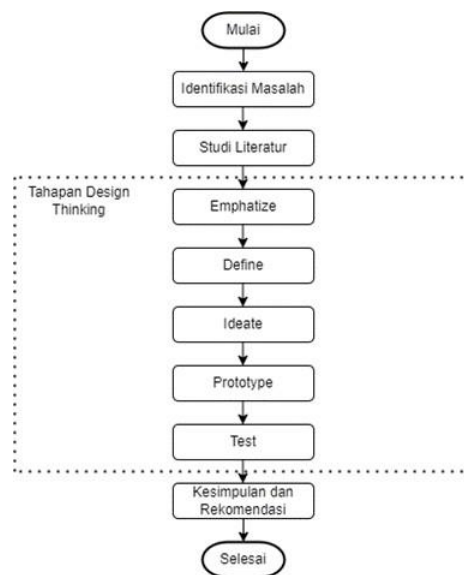 Mulai
Identifikasi Masalah
Studi Literatur
Tahapan Design
Thinking
Emphatize
Define
Ideate
Prototype
Test
Kesimpulan dan
Rekomendasi
Selesai